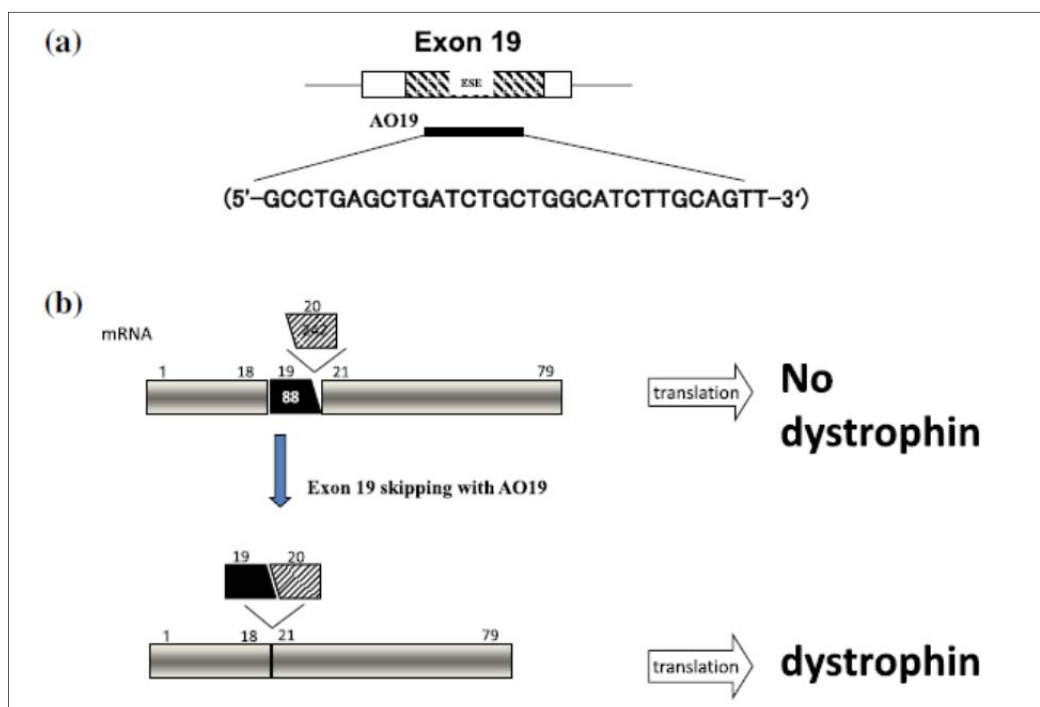 (a)
Exon 19
ESE
AO19
(5'-GCCTGAGCTGATCTGCTGGCATCTTGCAGTT-3')
(b)
20
242
mRNA
1 18 19 21 79
88
translation
No
dystrophin
Exon 19 skipping with AO19
19 20
1 18 21 79
translation
dystrophin